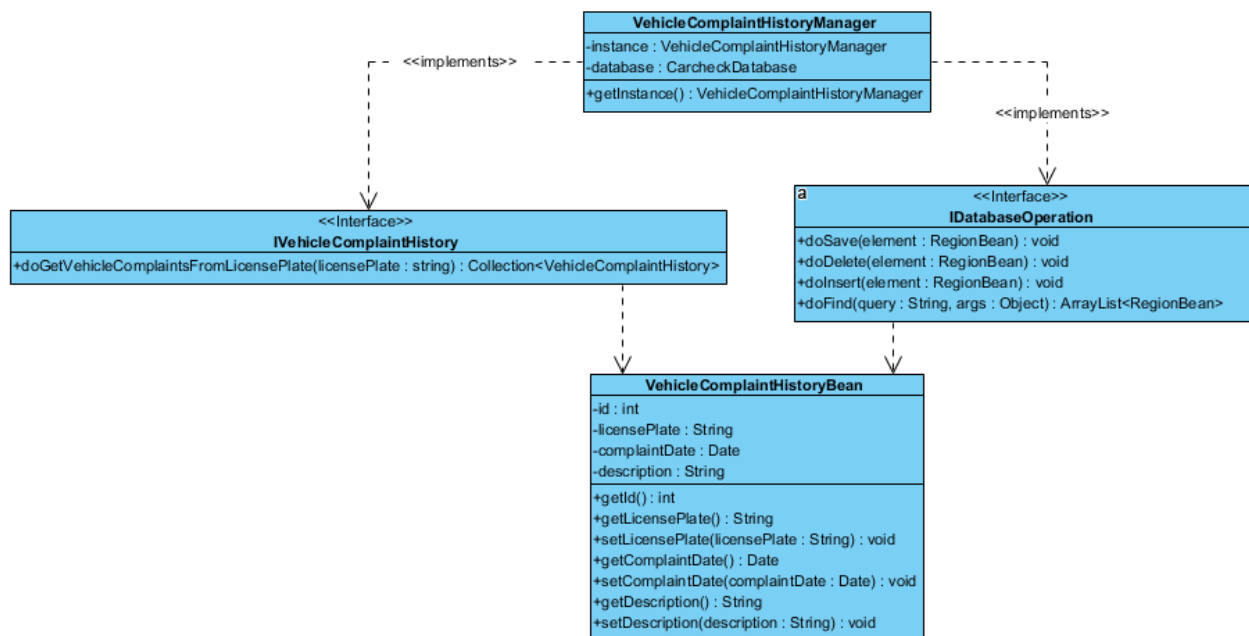 VehicleComplaintHistoryManager
-instance : VehicleComplaintHistoryManager
-database : CarcheckDatabase
+getInstance() : VehicleComplaintHistoryManager
<<implements>>
<<implements>>
<<Interface>>
IVehicleComplaintHistory
+doGetVehicleComplaintsFromLicensePlate(licensePlate : string) : Collection<VehicleComplaintHistory>
a
<<Interface>>
IDatabaseOperation
+doSave(element : RegionBean) : void
+doDelete(element : RegionBean) : void
+doInsert(element : RegionBean) : void
+doFind(query : String, args : Object) : ArrayList<RegionBean>
VehicleComplaintHistoryBean
-id : int
-licensePlate : String
-complaintDate : Date
-description : String
+getId() : int
+getLicensePlate() : String
+setLicensePlate(licensePlate : String) : void
+getComplaintDate() : Date
+setComplaintDate(complaintDate : Date) : void
+getDescription() : String
+setDescription(description : String) : void